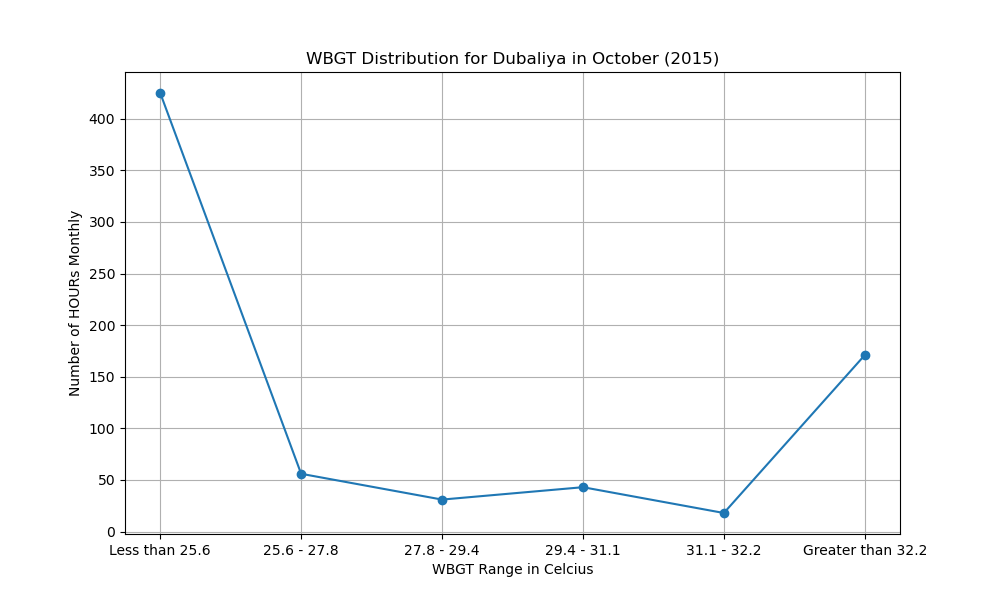 WBGT Distribution for Dubaliya in October (2015)
Number of HOURs Monthly
400
350
300
250
200
150
100
50
0
Less than 25.6 25.6 - 27.8 27.8 - 29.4 29.4 - 31.1 31.1 - 32.2 Greater than 32.2
WBGT Range in Celcius